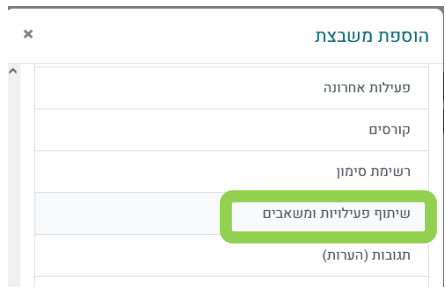 הוספת משבצת ×
פעילות אחרונה
קורסים
רשימת סימון
שיתוף פעילויות ומשאבים
תגובות (הערות)